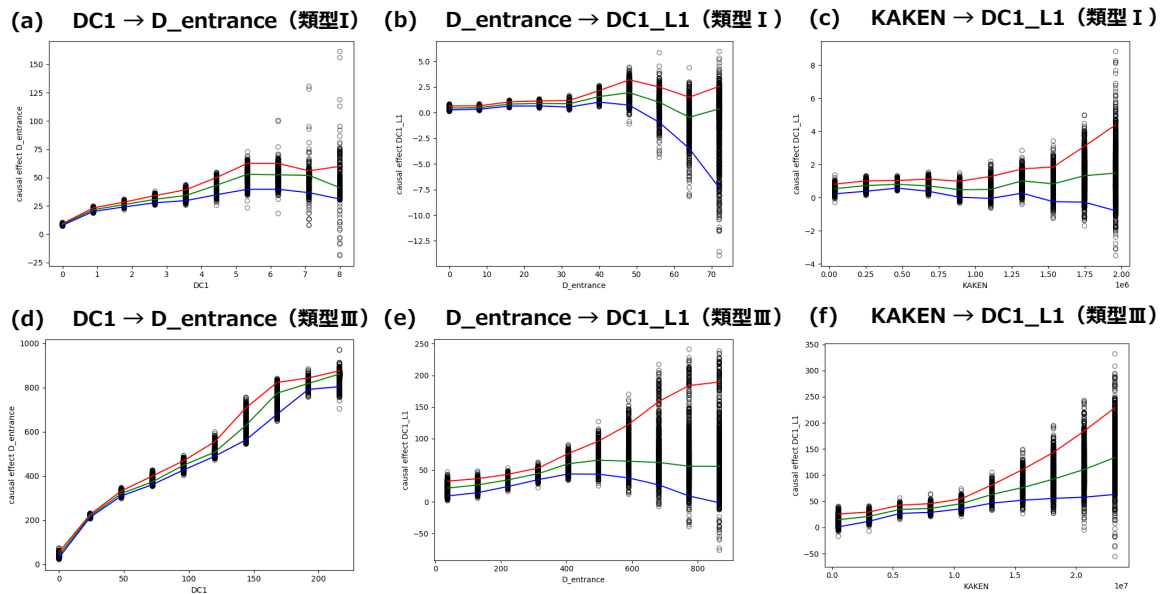 (a) DC1 → D_entrance（類型Ⅰ）
causal effect D_entrance
150
125
100
75
50
25
0
−25
0 1 2 3 4 5 6 7 8
DC1
(b) D_entrance → DC1_L1（類型Ⅰ）
causal effect DC1_L1
5.0
2.5
0.0
−2.5
−5.0
−7.5
−10.0
−12.5
0 10 20 30 40 50 60 70
D_entrance
(c) KAKEN → DC1_L1（類型Ⅰ）
causal effect DC1_L1
8
6
4
2
0
−2
−4
0.00 0.25 0.50 0.75 1.00 1.25 1.50 1.75 2.00
1e6
KAKEN
(d) DC1 → D_entrance（類型Ⅲ）
causal effect D_entrance
1000
800
600
400
200
0
0 50 100 150 200
DC1
(e) D_entrance → DC1_L1（類型Ⅲ）
causal effect DC1_L1
250
200
150
100
50
0
−50
0 200 400 600 800
D_entrance
(f) KAKEN → DC1_L1（類型Ⅲ）
causal effect DC1_L1
350
300
250
200
150
100
50
0
−50
0.0 0.5 1.0 1.5 2.0
1e7
KAKEN